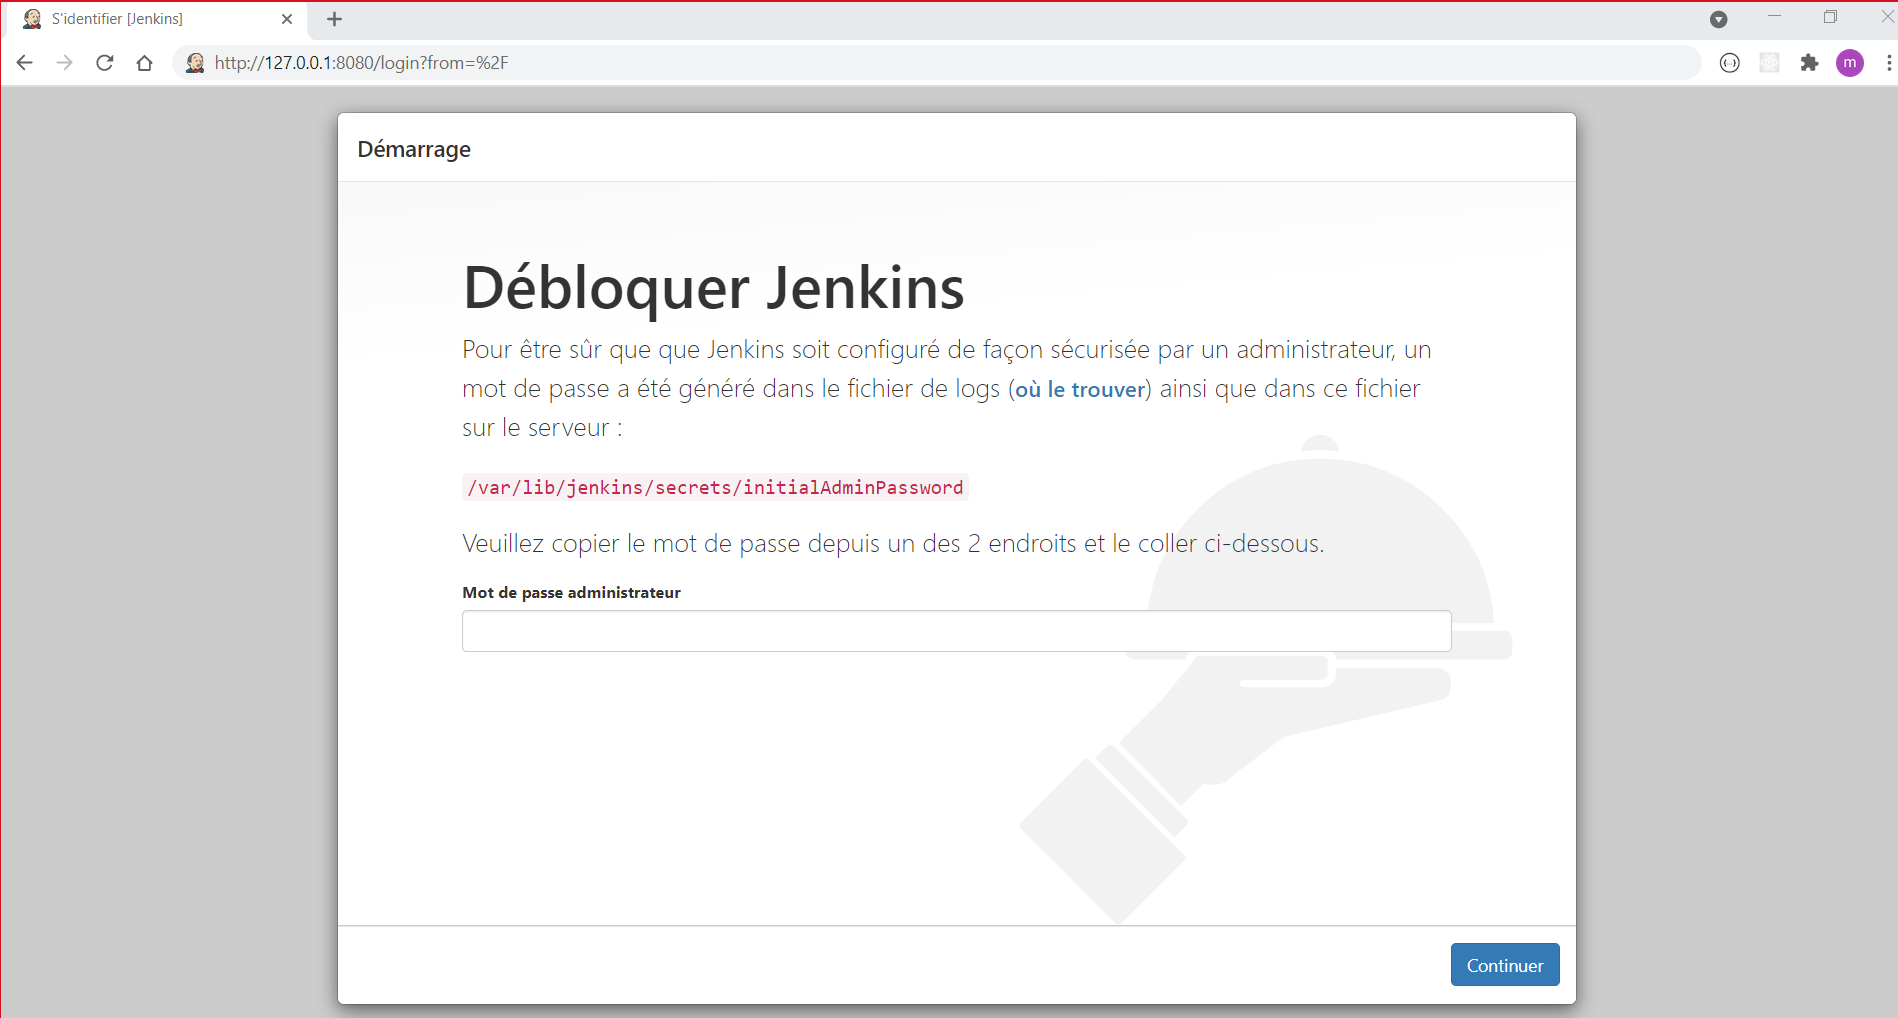 S'identifier [Jenkins]
http://127.0.0.1:8080/login?from=%2F
m
Démarrage
Débloquer Jenkins
Pour être sûr que que Jenkins soit configuré de façon sécurisée par un administrateur, un
mot de passe a été généré dans le fichier de logs (où le trouver) ainsi que dans ce fichier
sur le serveur :
/var/lib/jenkins/secrets/initialAdminPassword
Veuillez copier le mot de passe depuis un des 2 endroits et le coller ci-dessous.
Mot de passe administrateur
Continuer